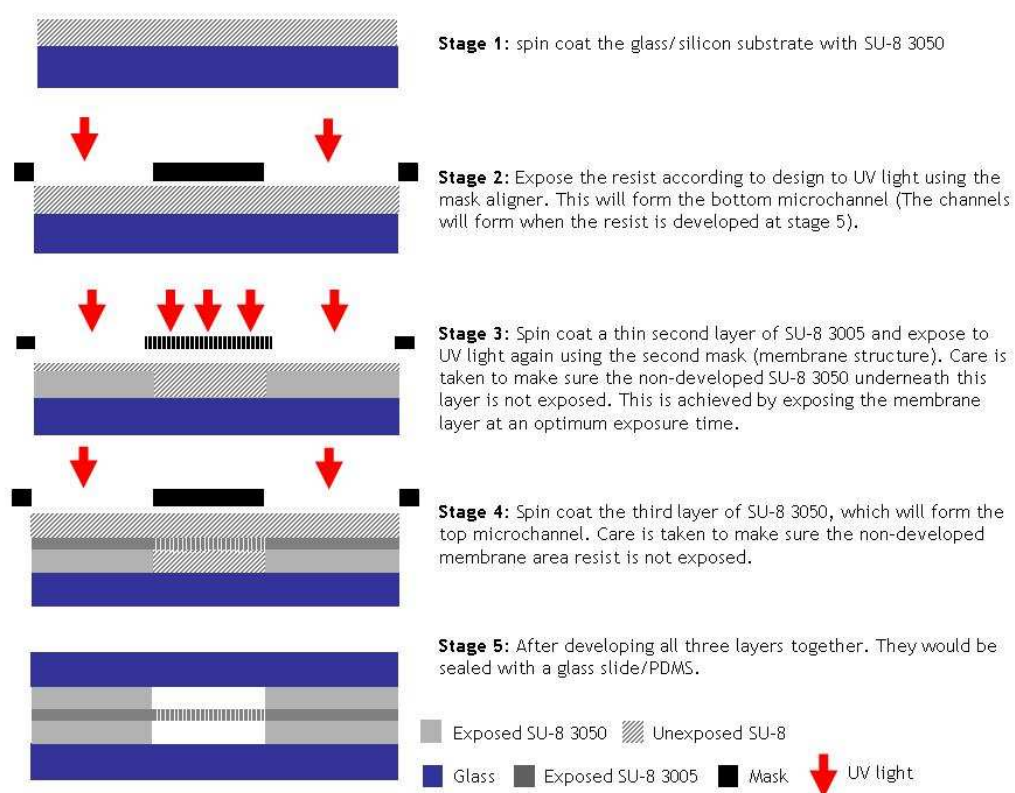 Stage 1: spin coat the glass/silicon substrate with SU-8 3050
Stage 2: Expose the resist according to design to UV light using the
mask aligner. This will form the bottom microchannel (The channels
will form when the resist is developed at stage 5).
Stage 3: Spin coat a thin second layer of SU-8 3005 and expose to
UV light again using the second mask (membrane structure). Care is
taken to make sure the non-developed SU-8 3050 underneath this
layer is not exposed. This is achieved by exposing the membrane
layer at an optimum exposure time.
Stage 4: Spin coat the third layer of SU-8 3050, which will form the
top microchannel. Care is taken to make sure the non-developed
membrane area resist is not exposed.
Stage 5: After developing all three layers together. They would be
sealed with a glass slide/PDMS.
Exposed SU-8 3050 Unexposed SU-8
Glass Exposed SU-8 3005 Mask UV light